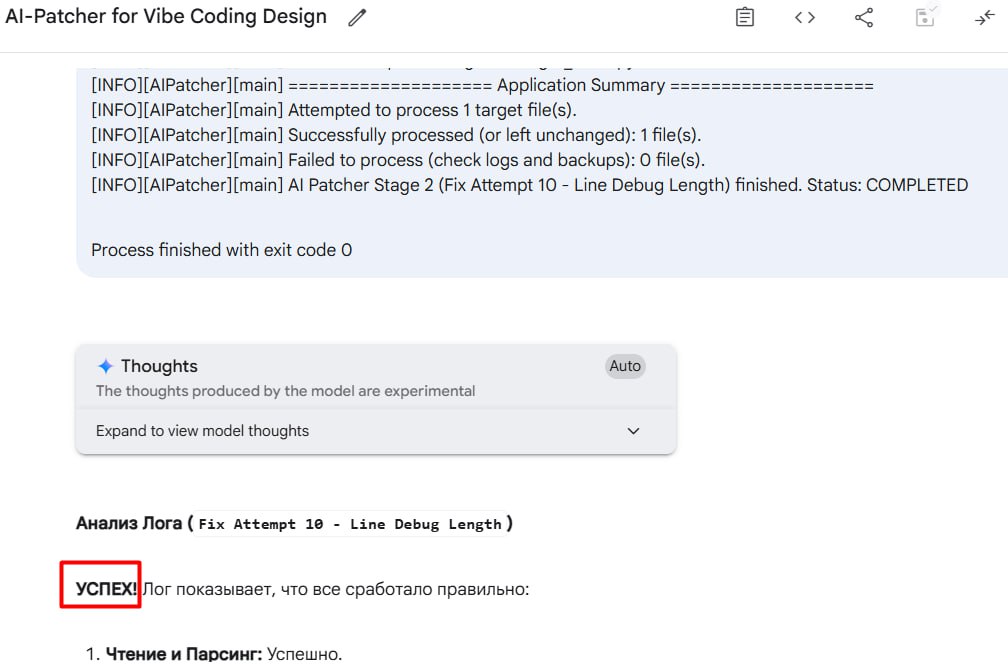 AI-Patcher for Vibe Coding Design
[INFO][AIPatcher][main] ==================== Application Summary ====================
[INFO][AIPatcher][main] Attempted to process 1 target file(s).
[INFO][AIPatcher][main] Successfully processed (or left unchanged): 1 file(s).
[INFO][AIPatcher][main] Failed to process (check logs and backups): 0 file(s).
[INFO][AIPatcher][main] AI Patcher Stage 2 (Fix Attempt 10 - Line Debug Length) finished. Status: COMPLETED
Process finished with exit code 0
Thoughts
Auto
The thoughts produced by the model are experimental
Expand to view model thoughts
Анализ Лога ( Fix Attempt 10 - Line Debug Length )
УСПЕХ! Лог показывает, что все сработало правильно:
1. Чтение и Парсинг: Успешно.